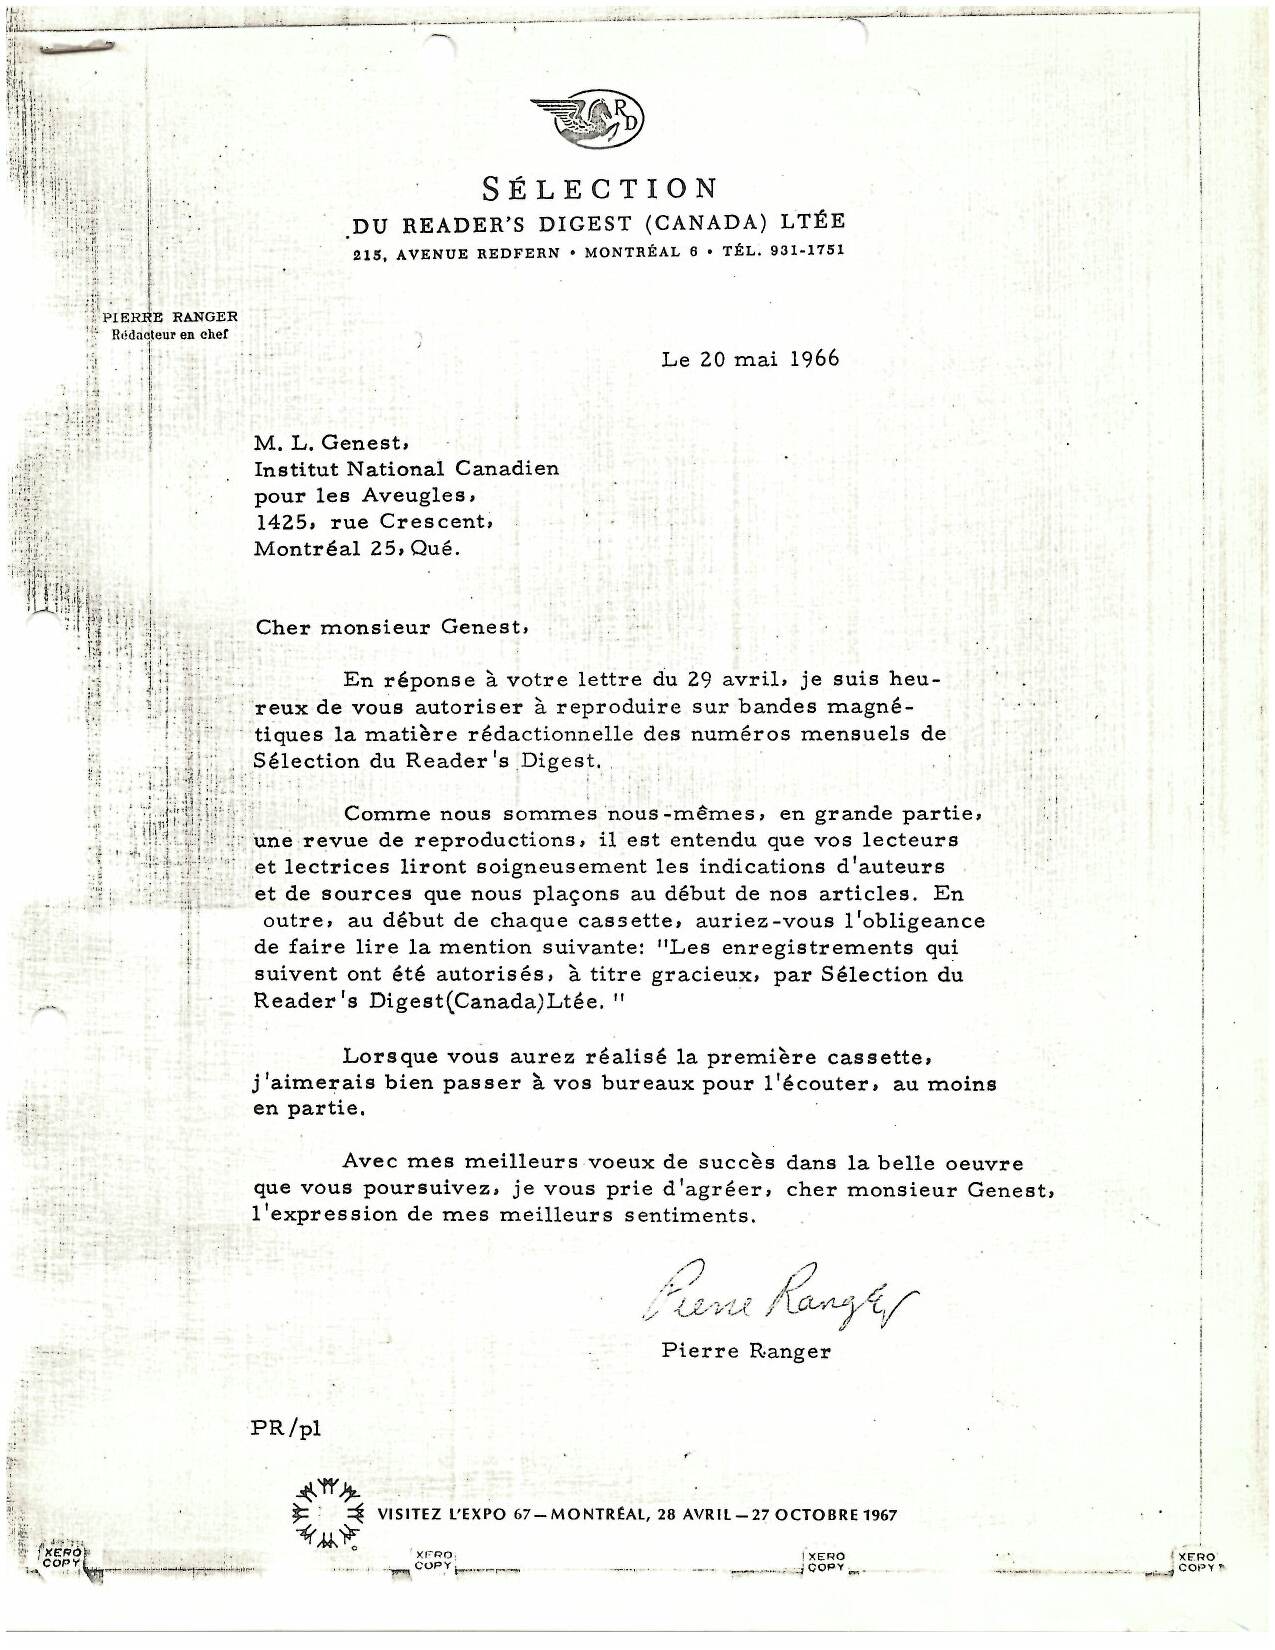 RD
SÉLECTION
DU READER'S DIGEST (CANADA) LTÉE
215, AVENUE REDFERN • MONTRÉAL 6 • TÉL. 931-1751
PIERRE RANGER
Rédacteur en chef
Le 20 mai 1966
M. L. Genest,
Institut National Canadien
pour les Aveugles,
1425, rue Crescent,
Montréal 25, Qué.
Cher monsieur Genest,
En réponse à votre lettre du 29 avril, je suis heu-
reux de vous autoriser à reproduire sur bandes magné-
tiques la matière rédactionnelle des numéros mensuels de
Sélection du Reader's Digest.
Comme nous sommes nous-mêmes, en grande partie,
une revue de reproductions, il est entendu que vos lecteurs
et lectrices liront soigneusement les indications d'auteurs
et de sources que nous plaçons au début de nos articles. En
outre, au début de chaque cassette, auriez-vous l'obligeance
de faire lire la mention suivante: "Les enregistrements qui
suivent ont été autorisés, à titre gracieux, par Sélection du
Reader's Digest(Canada)Ltée. "
Lorsque vous aurez réalisé la première cassette,
j'aimerais bien passer à vos bureaux pour l'écouter, au moins
en partie.
Avec mes meilleurs voeux de succès dans la belle oeuvre
que vous poursuivez, je vous prie d'agréer, cher monsieur Genest,
l'expression de mes meilleurs sentiments.
Pierre Ranger
Pierre Ranger
PR/pl
VISITEZ L'EXPO 67—MONTRÉAL, 28 AVRIL—27 OCTOBRE 1967
XERO COPY
XERO COPY
XERO COPY
XERO COPY